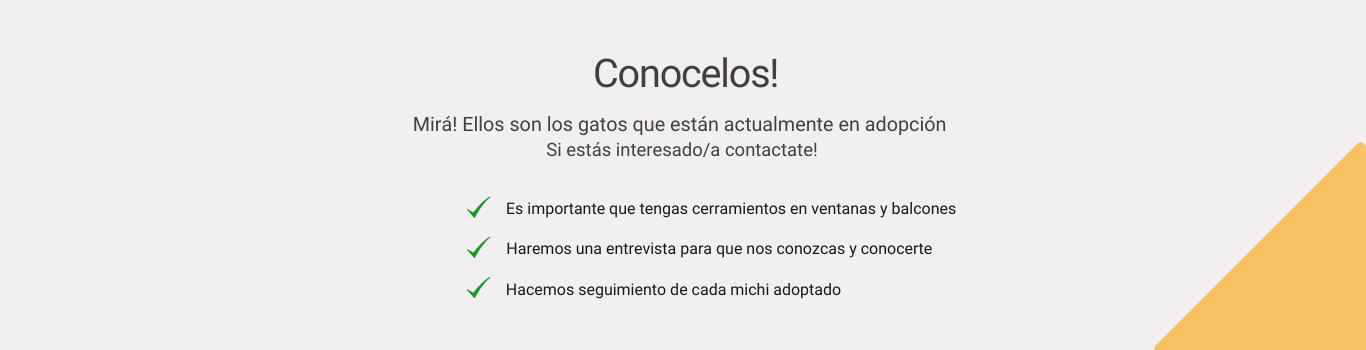 Conocelos!
Mirá! Ellos son los gatos que están actualmente en adopción
Si estás interesado/a contactate!
Es importante que tengas cerramientos en ventanas y balcones
Haremos una entrevista para que nos conozcas y conocerte
Hacemos seguimiento de cada michi adoptado